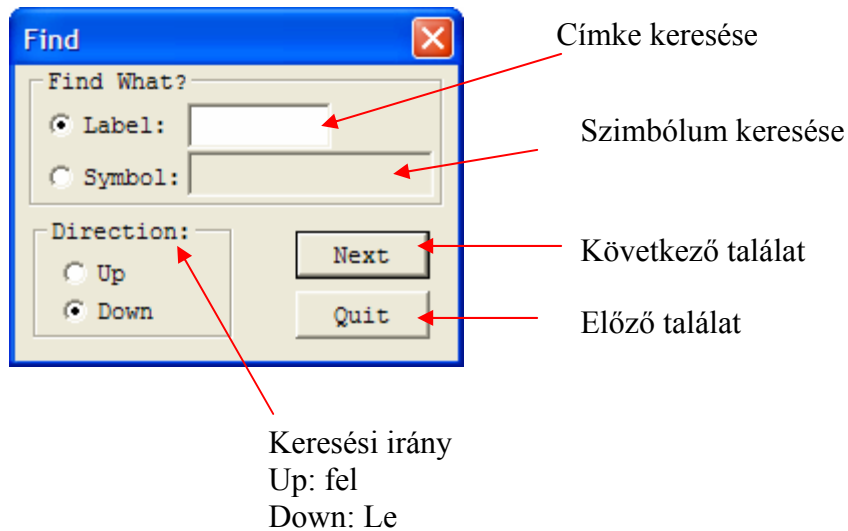 Find
Címke keresése
Find What?
Label:
Szimbólum keresése
Symbol:
Direction:
Next
Következő találat
Up
Down
Quit
Előző találat
Keresési irány
Up: fel
Down: Le